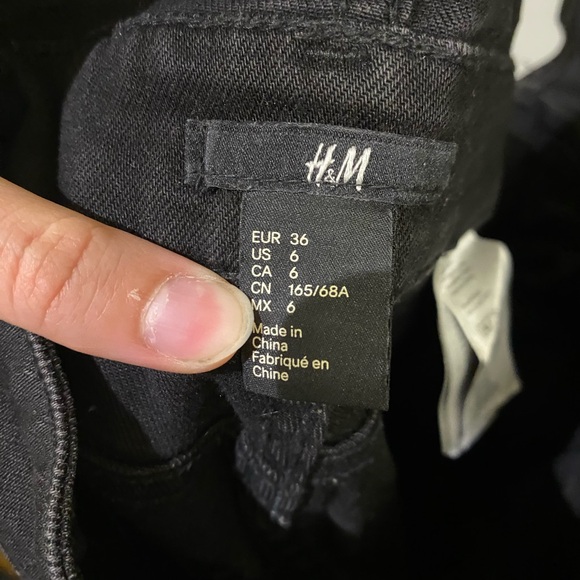 H&M
EUR 36
US 6
CA 6
CN 165/68A
MX 6
Made in
China
Fabriqué en
Chine